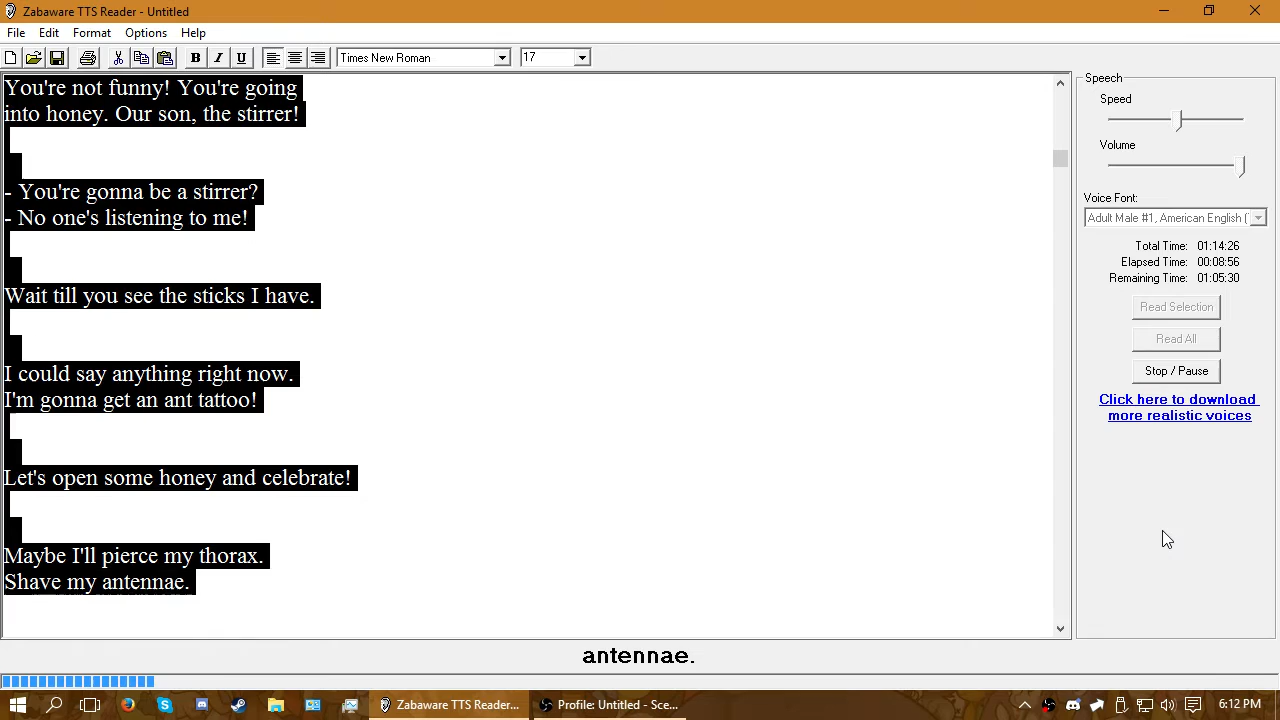 Zabaware TTS Reader - Untitled
File Edit Format Options Help
B I U Times New Roman 17
You're not funny! You're going
into honey. Our son, the stirrer!
- You're gonna be a stirrer?
- No one's listening to me!
Wait till you see the sticks I have.
I could say anything right now.
I'm gonna get an ant tattoo!
Let's open some honey and celebrate!
Maybe I'll pierce my thorax.
Shave my antennae.
Speech
Speed
Volume
Voice Font:
Adult Male #1, American English (
Total Time: 01:14:26
Elapsed Time: 00:08:56
Remaining Time: 01:05:30
Read Selection
Read All
Stop / Pause
Click here to download
more realistic voices
antennae.
Zabaware TTS Reader... Profile: Untitled - Sce... 6:12 PM